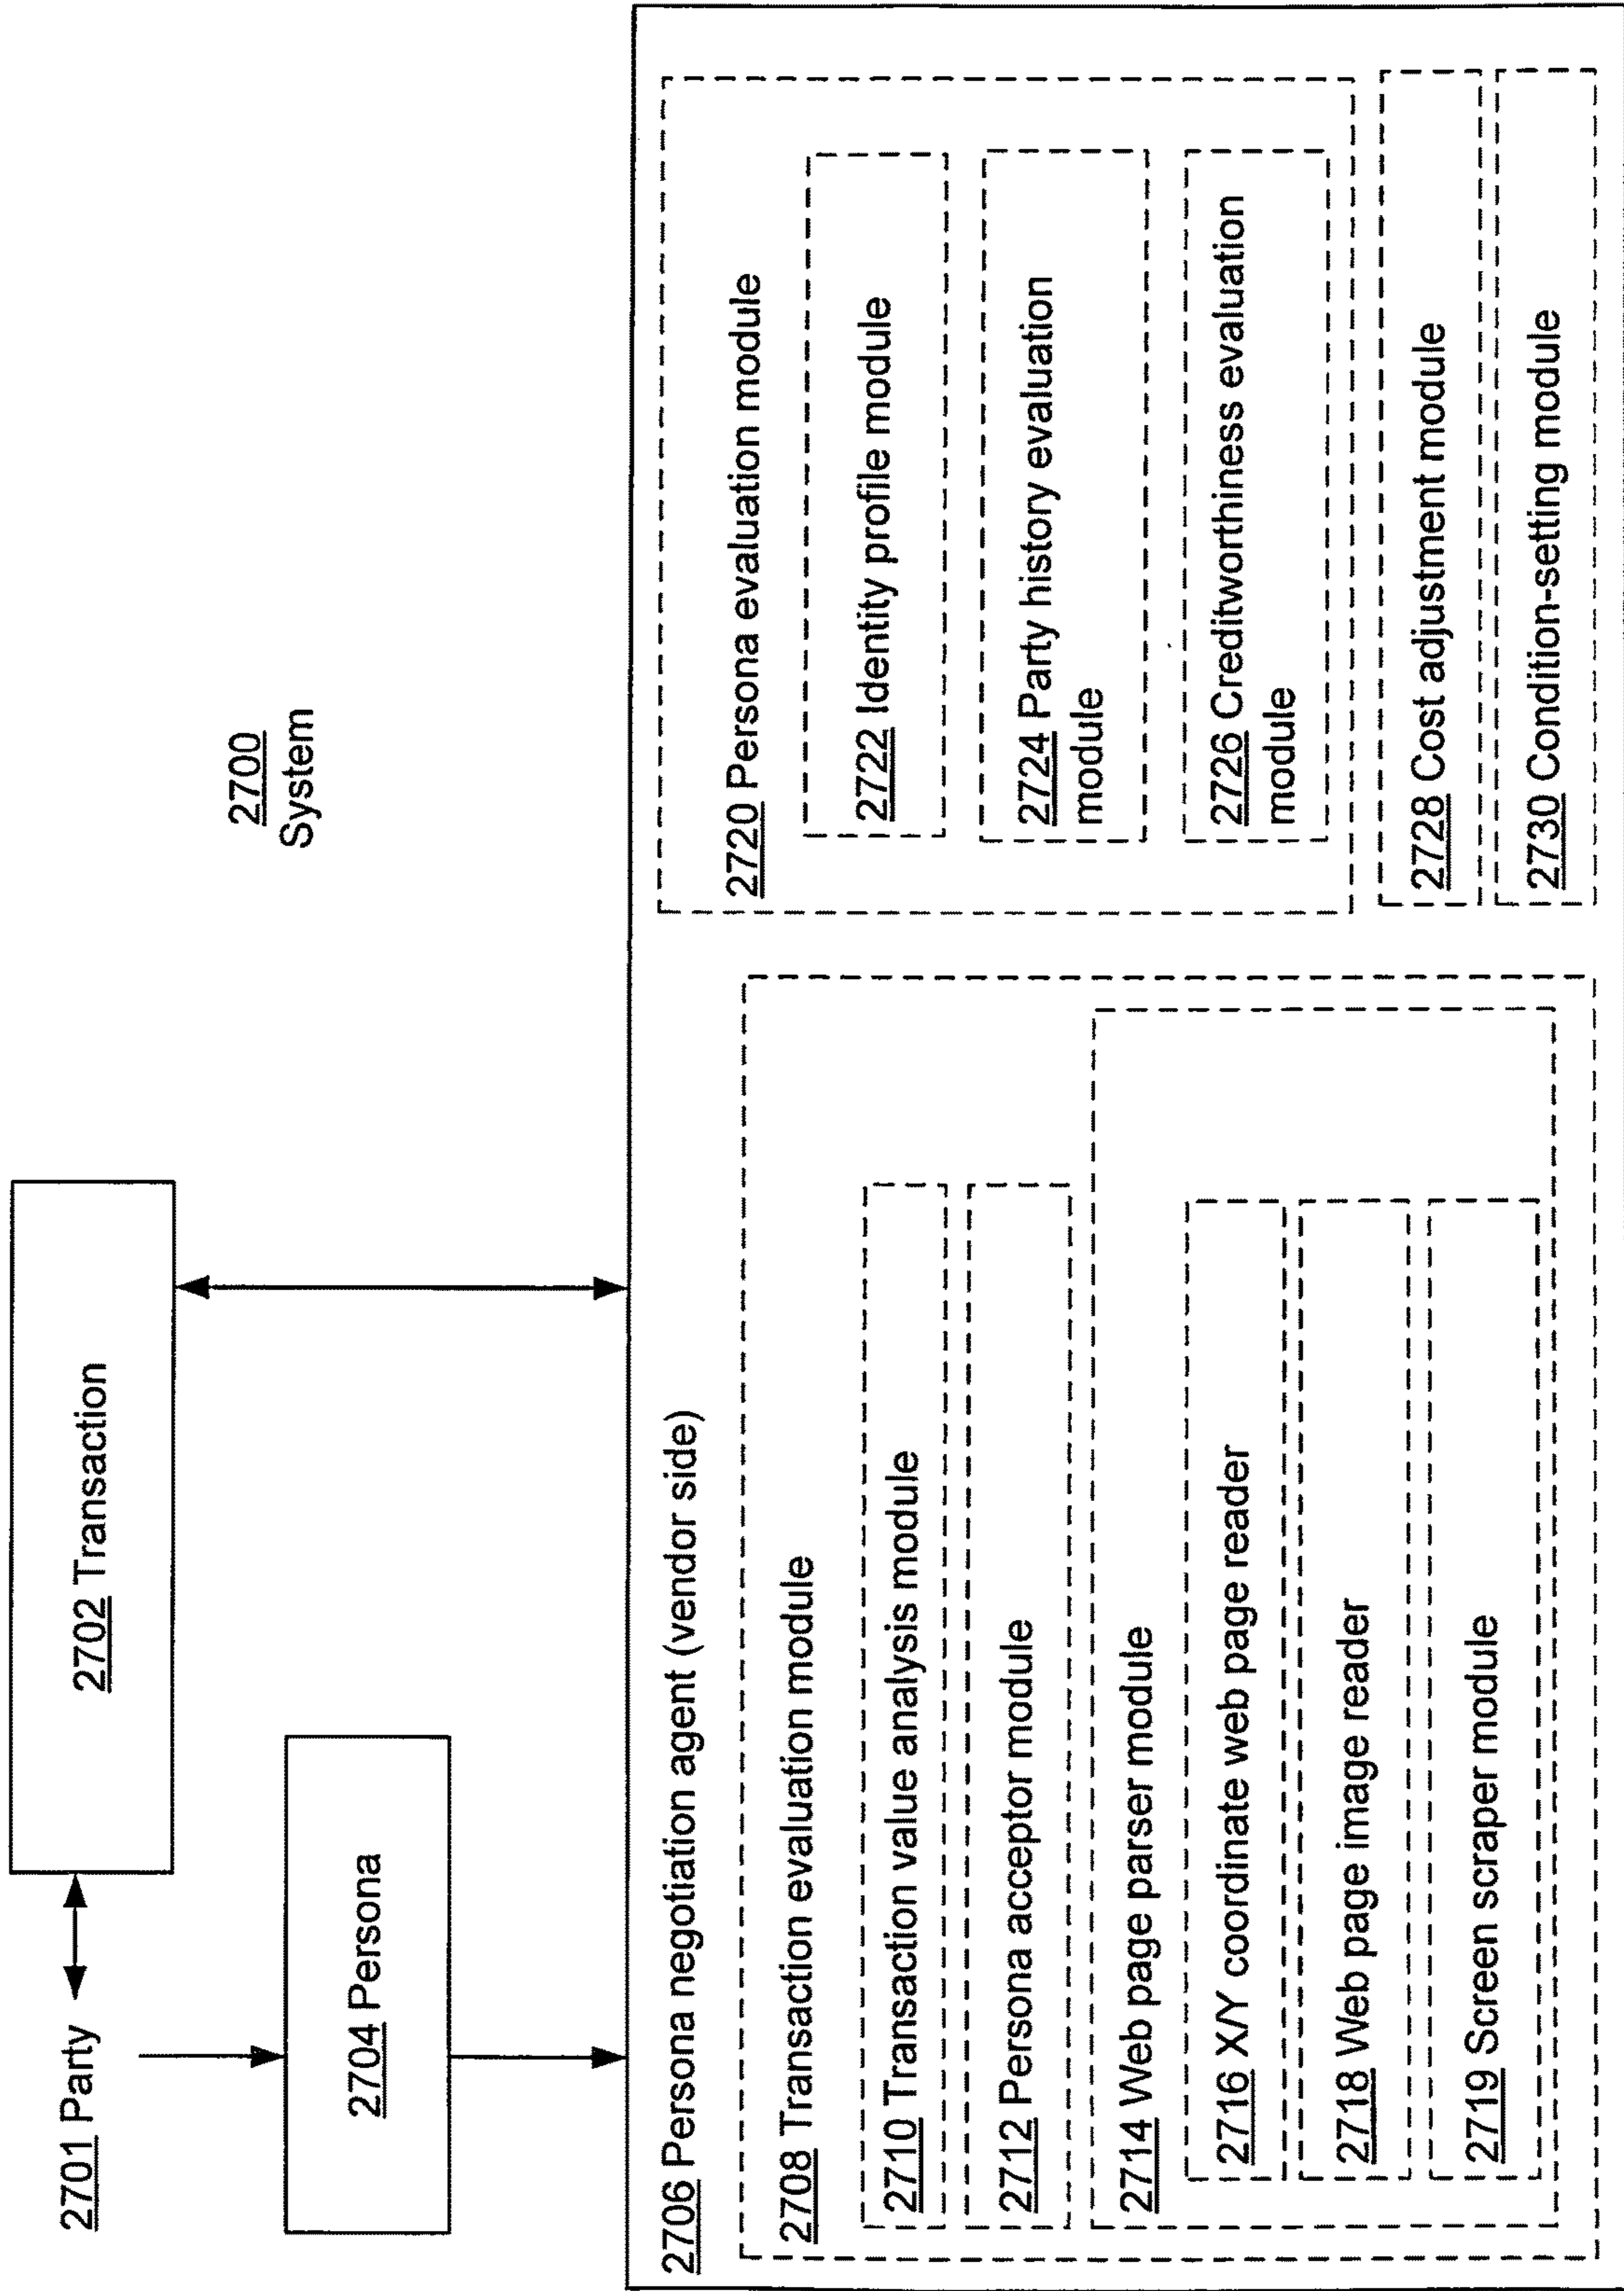 2700
System
2701 Party
2702 Transaction
2704 Persona
2706 Persona negotiation agent (vendor side)
2708 Transaction evaluation module
2710 Transaction value analysis module
2712 Persona acceptor module
2714 Web page parser module
2716 X/Y coordinate web page reader
2718 Web page image reader
2719 Screen scraper module
2720 Persona evaluation module
2722 Identity profile module
2724 Party history evaluation
module
2726 Creditworthiness evaluation
module
2728 Cost adjustment module
2730 Condition-setting module